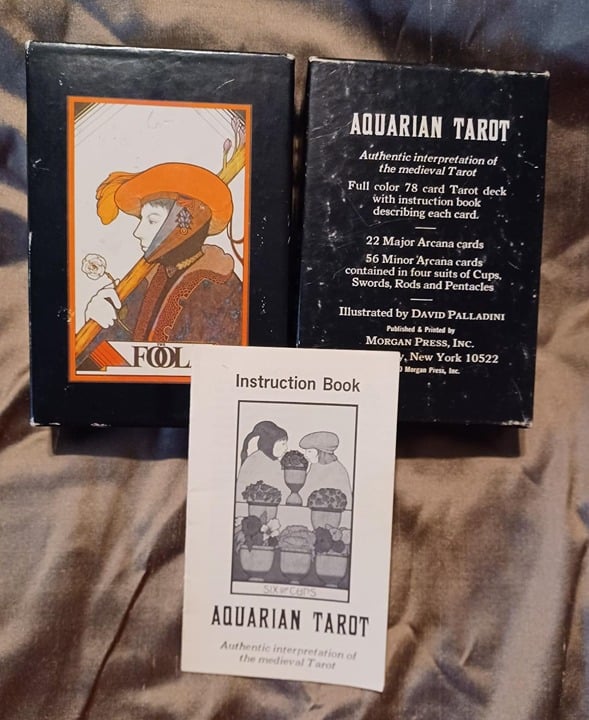 THE
FOOL
AQUARIAN TAROT
Authentic interpretation of
the medieval Tarot
Full color 78 card Tarot deck
with instruction book
describing each card.
22 Major Arcana cards
56 Minor Arcana cards
contained in four suits of Cups,
Swords, Rods and Pentacles
Illustrated by DAVID PALLADINI
Published & Printed by
MORGAN PRESS, INC.
New York 10522
Morgan Press, Inc.
Instruction Book
SIX OF CUPS
AQUARIAN TAROT
Authentic interpretation of
the medieval Tarot